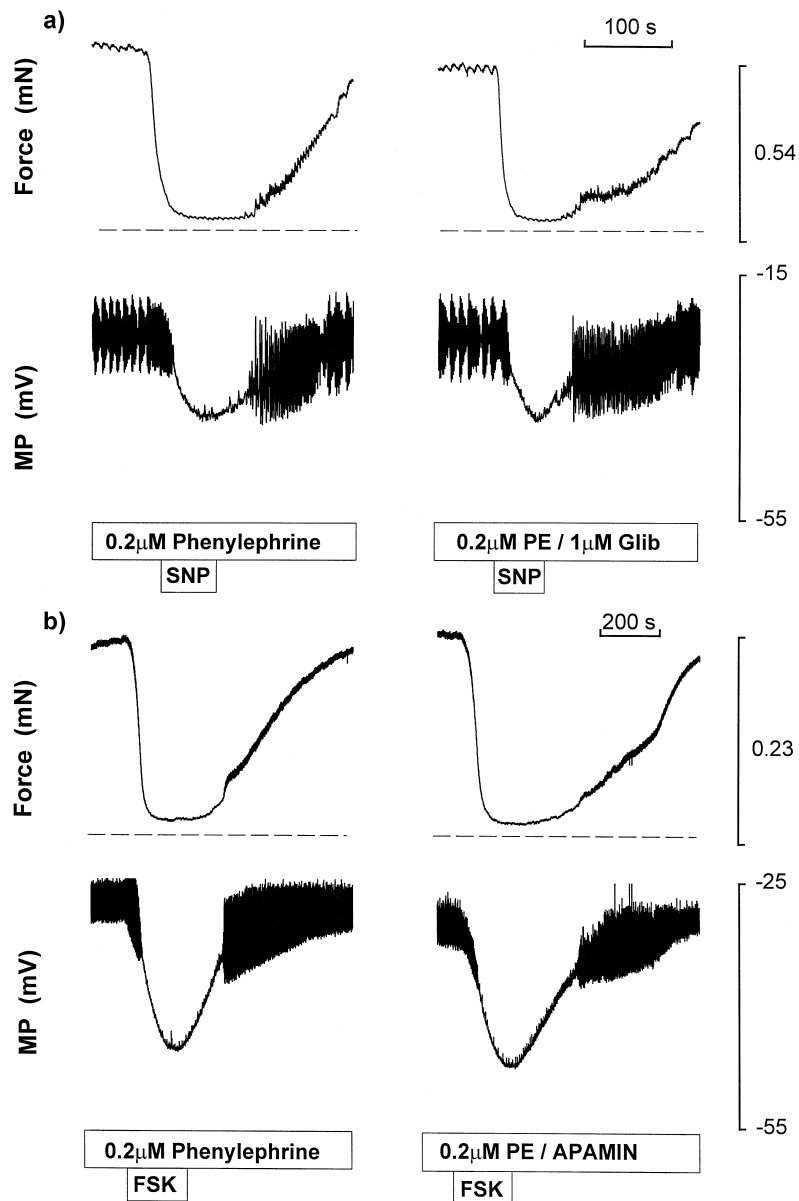 a)
100 s
Force (mN)
0.54
-15
MP (mV)
-55
0.2µM Phenylephrine
0.2µM PE / 1µM Glib
SNP
SNP
b)
200 s
Force (mN)
0.23
-25
MP (mV)
-55
0.2µM Phenylephrine
0.2µM PE / APAMIN
FSK
FSK